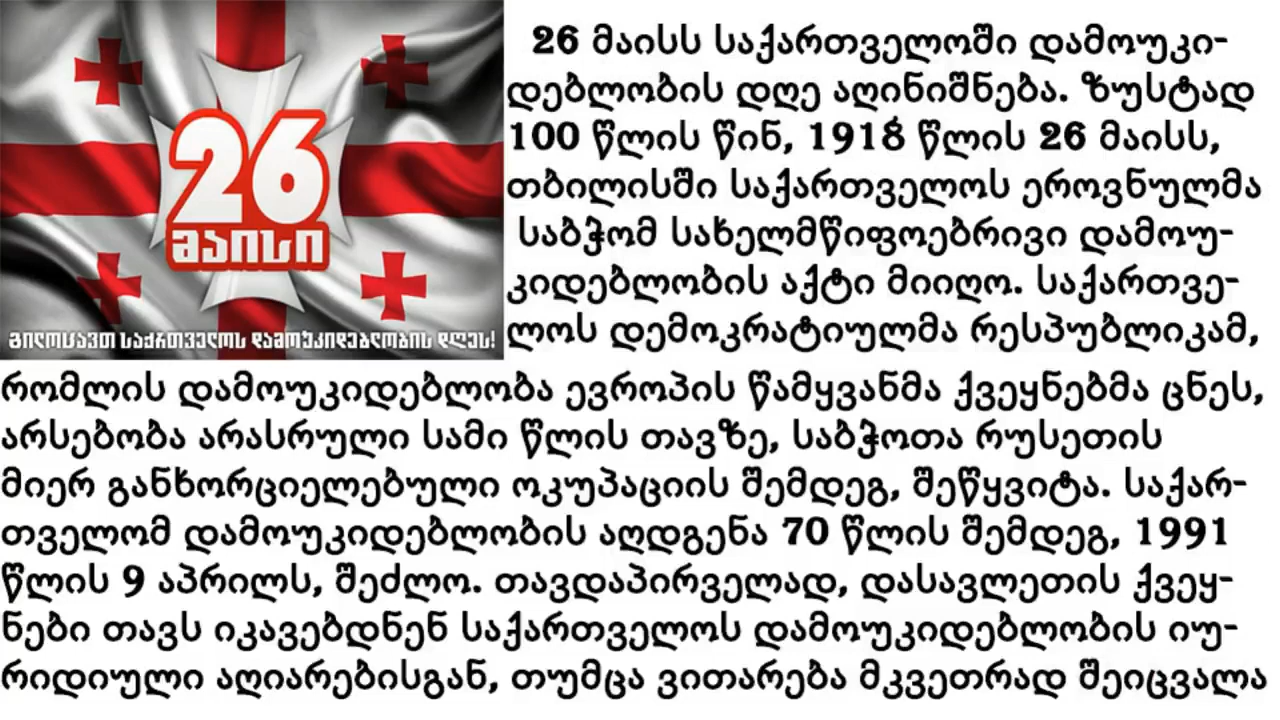 26
მაისი
გილოცავთ საქართველოს დამოუკიდებლობის დღეს!
26 მაისს საქართველოში დამოუკი-
დებლობის დღე აღინიშნება. ზუსტად
100 წლის წინ, 1918 წლის 26 მაისს,
თბილისში საქართველოს ეროვნულმა
საბჭომ სახელმწიფოებრივი დამოუ-
კიდებლობის აქტი მიიღო. საქართვე-
ლოს დემოკრატიულმა რესპუბლიკამ,
რომლის დამოუკიდებლობა ევროპის წამყვანმა ქვეყნებმა ცნეს,
არსებობა არასრული სამი წლის თავზე, საბჭოთა რუსეთის
მიერ განხორციელებული ოკუპაციის შემდეგ, შეწყვიტა. საქარ-
თველომ დამოუკიდებლობის აღდგენა 70 წლის შემდეგ, 1991
წლის 9 აპრილს, შეძლო. თავდაპირველად, დასავლეთის ქვეყ-
ნები თავს იკავებდნენ საქართველოს დამოუკიდებლობის იუ-
რიდიული აღიარებისგან, თუმცა ვითარება მკვეთრად შეიცვალა